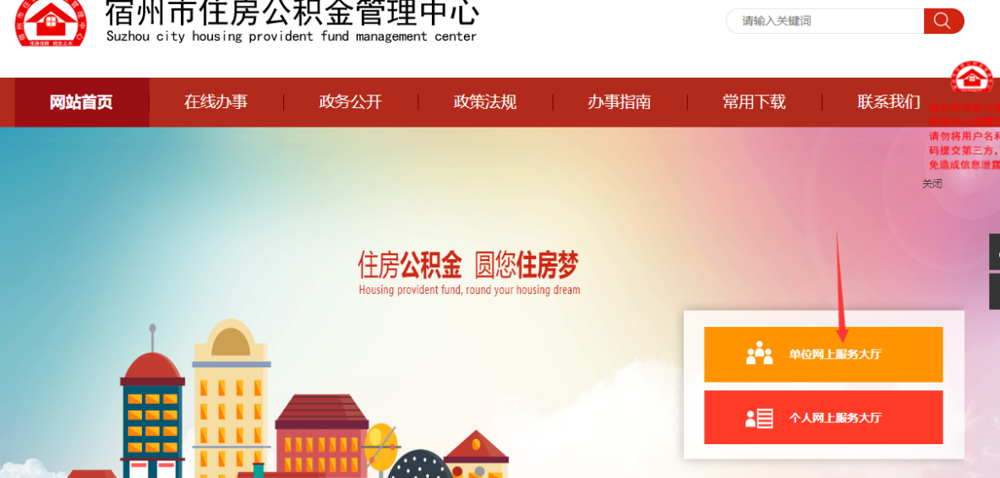 宿州市住房公积金管理中心
Suzhou city housing provident fund management center
请输入关键词
网站首页 在线办事 政务公开 政策法规 办事指南 常用下载 联系我们
请勿将用户名和
码提交第三方，
免造成信息泄露
关闭
住房公积金 圆您住房梦
Housing provident fund, round your housing dream
单位网上服务大厅
个人网上服务大厅